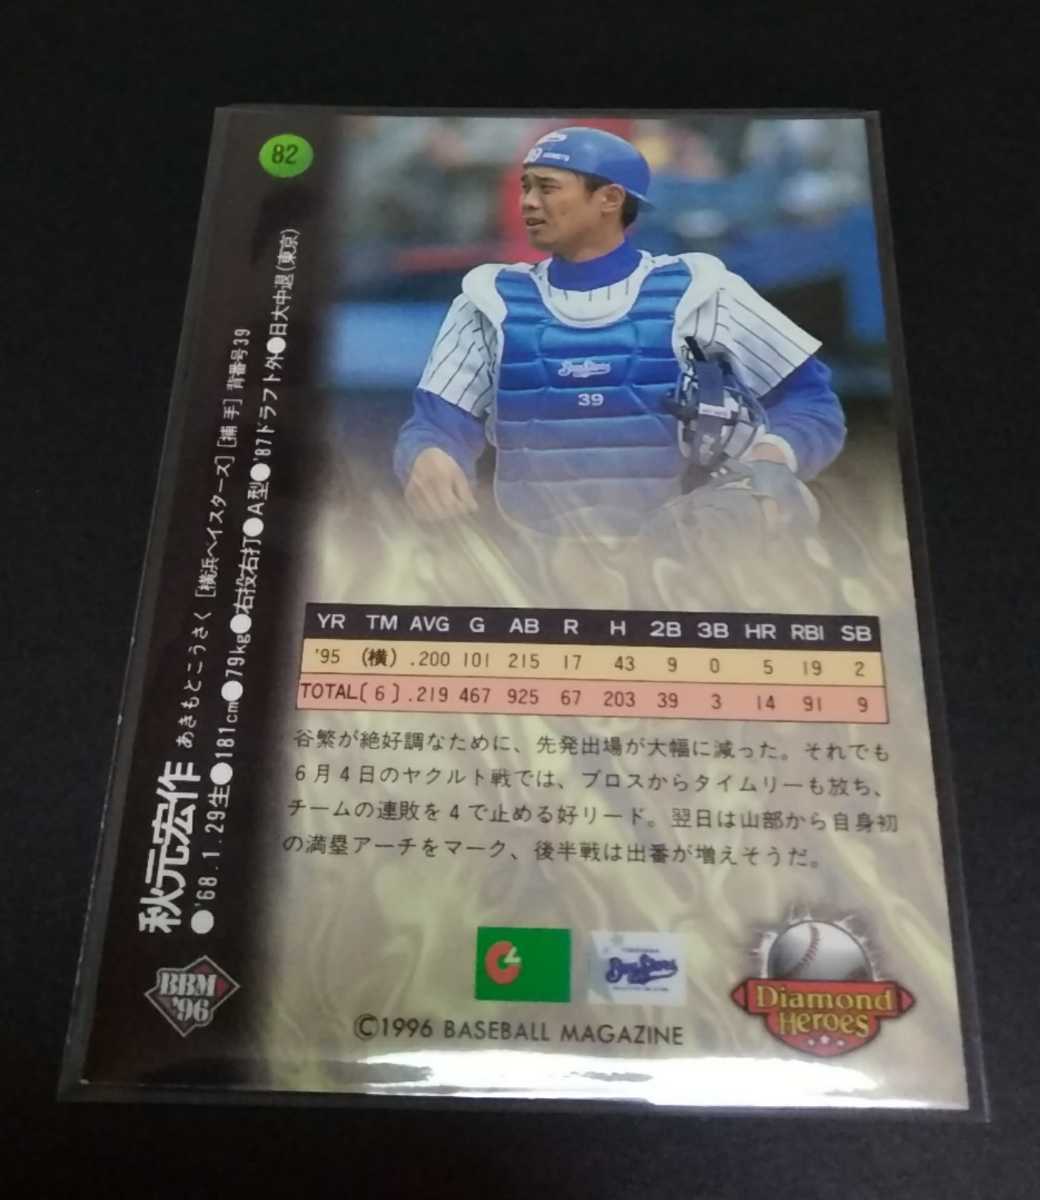 82
秋元宏作 あきもとこうさく [横浜ベイスターズ] [捕手] 背番号39
●'68.1.29生●181cm●79kg●右投右打●A型●'87ドラフト外●日大中退(東京)
BayStars
39
YR TM AVG G AB R H 2B 3B HR RBI SB
'95 (横) .200 101 215 17 43 9 0 5 19 2
TOTAL[6] .219 467 925 67 203 39 3 14 91 9
谷繁が絶好調なために、先発出場が大幅に減った。それでも
6月4日のヤクルト戦では、ブロスからタイムリーも放ち、
チームの連敗を4で止める好リード。翌日は山部から自身初
の満塁アーチをマーク、後半戦は出番が増えそうだ。
BBM
'96
BayStars
Diamond
Heroes
©1996 BASEBALL MAGAZINE